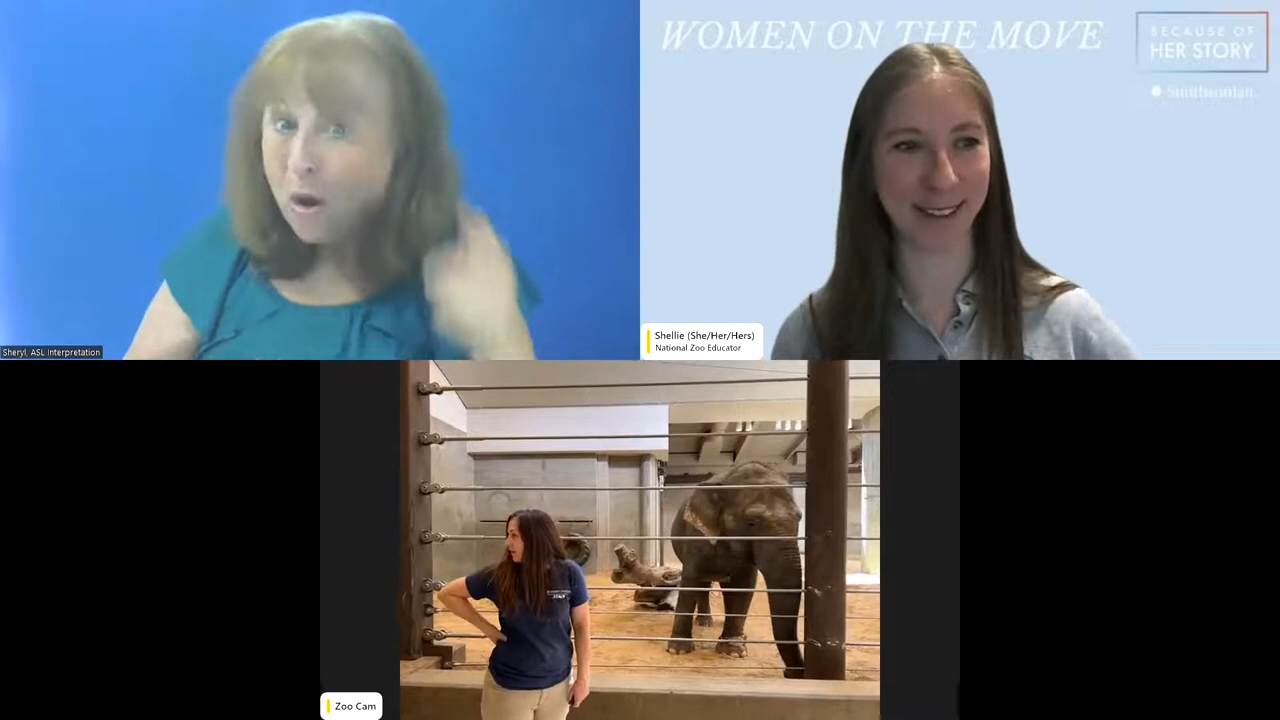 WOMEN ON THE MOVE
BECAUSE OF
HER STORY
Smithsonian
Sheryl, ASL Interpretation
Shellie (She/Her/Hers)
National Zoo Educator
STAFF
Zoo Cam